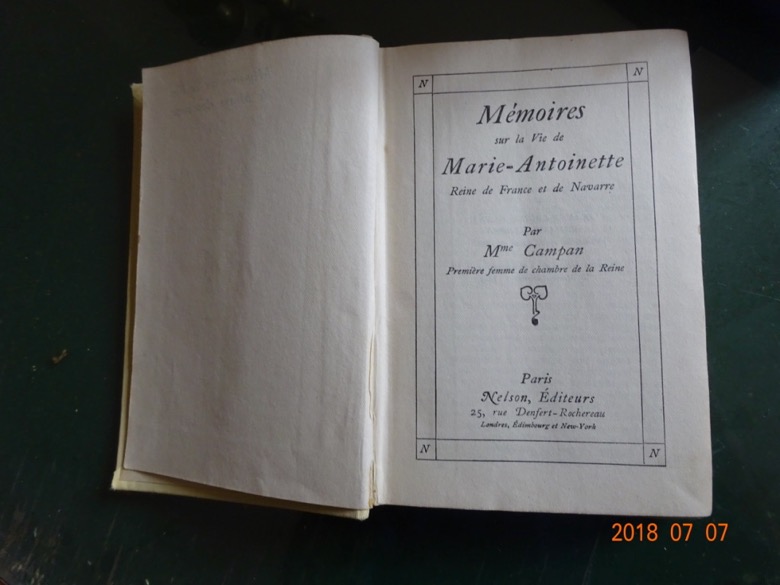 N N
Mémoires
sur la Vie de
Marie-Antoinette
Reine de France et de Navarre
Par
Mme Campan
Première femme de chambre de la Reine
Paris
Nelson, Éditeurs
25, rue Denfert-Rochereau
Londres, Édimbourg et New-York
N N
2018 07 07